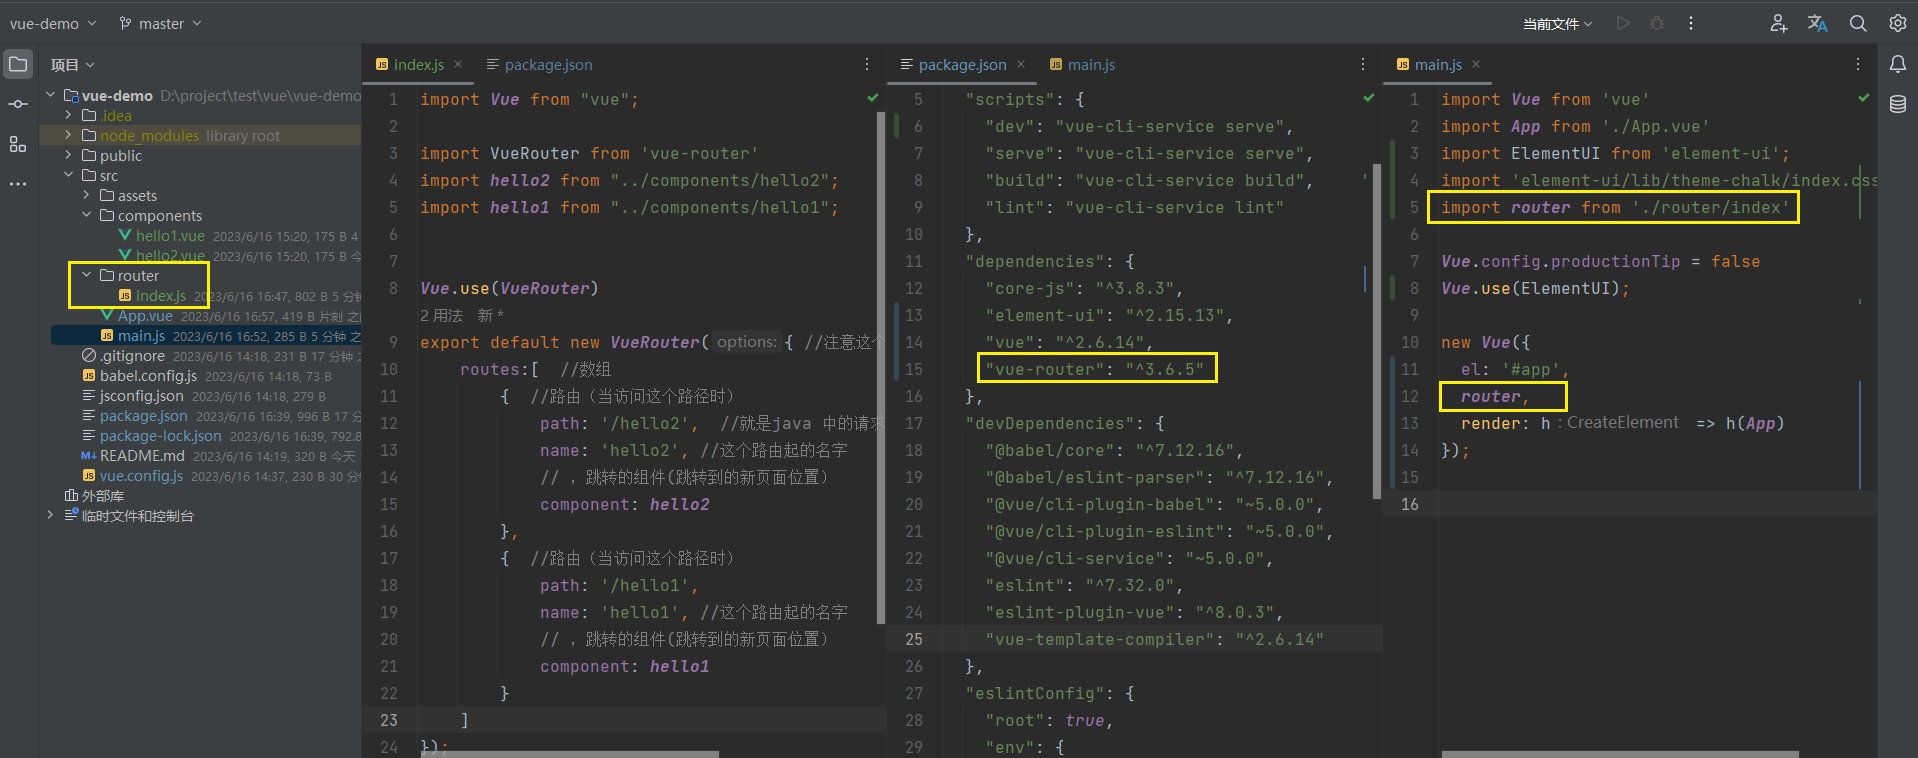 vue-demo
master
当前文件
项目
vue-demo D:\project\test\vue\vue-demo
.idea
node_modules library root
public
src
assets
components
hello1.vue 2023/6/16 15:20, 175 B 4
hello2.vue 2023/6/16 15:20, 175 B 今
router
index.js 2023/6/16 16:47, 802 B 5 分钟
App.vue 2023/6/16 16:57, 419 B 片刻 之前
main.js 2023/6/16 16:52, 285 B 5 分钟 之
.gitignore 2023/6/16 14:18, 231 B 17 分钟
babel.config.js 2023/6/16 14:18, 73 B
jsconfig.json 2023/6/16 14:18, 279 B
package.json 2023/6/16 16:39, 996 B 17 分
package-lock.json 2023/6/16 16:39, 792.8
README.md 2023/6/16 14:19, 320 B 今天
vue.config.js 2023/6/16 14:37, 230 B 30 分
外部库
临时文件和控制台
index.js
package.json
1 import Vue from "vue";
2
3 import VueRouter from 'vue-router'
4 import hello2 from "../components/hello2";
5 import hello1 from "../components/hello1";
6
7
8 Vue.use(VueRouter)
2 用法 新 *
9 export default new VueRouter( options: { //注意这个
10 routes:[ //数组
11 { //路由（当访问这个路径时）
12 path: '/hello2', //就是java 中的请求
13 name: 'hello2', //这个路由起的名字
14 // ，跳转的组件(跳转到的新页面位置）
15 component: hello2
16 },
17 { //路由（当访问这个路径时）
18 path: '/hello1',
19 name: 'hello1', //这个路由起的名字
20 // ，跳转的组件(跳转到的新页面位置）
21 component: hello1
22 }
23 ]
24 });
package.json
main.js
5 "scripts": {
6 "dev": "vue-cli-service serve",
7 "serve": "vue-cli-service serve",
8 "build": "vue-cli-service build",
9 "lint": "vue-cli-service lint"
10 },
11 "dependencies": {
12 "core-js": "^3.8.3",
13 "element-ui": "^2.15.13",
14 "vue": "^2.6.14",
15 "vue-router": "^3.6.5"
16 },
17 "devDependencies": {
18 "@babel/core": "^7.12.16",
19 "@babel/eslint-parser": "^7.12.16",
20 "@vue/cli-plugin-babel": "~5.0.0",
21 "@vue/cli-plugin-eslint": "~5.0.0",
22 "@vue/cli-service": "~5.0.0",
23 "eslint": "^7.32.0",
24 "eslint-plugin-vue": "^8.0.3",
25 "vue-template-compiler": "^2.6.14"
26 },
27 "eslintConfig": {
28 "root": true,
29 "env": {
main.js
1 import Vue from 'vue'
2 import App from './App.vue'
3 import ElementUI from 'element-ui';
4 import 'element-ui/lib/theme-chalk/index.css
5 import router from './router/index'
6
7 Vue.config.productionTip = false
8 Vue.use(ElementUI);
9
10 new Vue({
11 el: '#app',
12 router,
13 render: h : CreateElement => h(App)
14 });
15
16